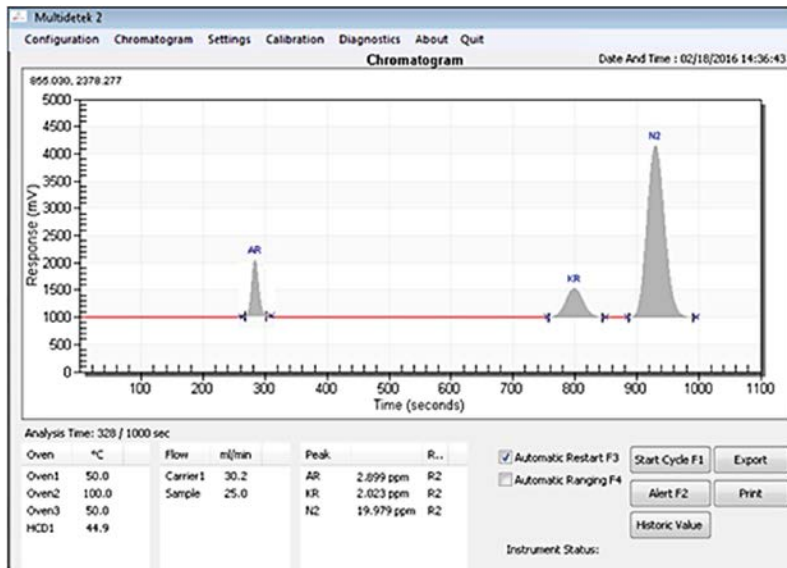 Multidetek 2
Configuration Chromatogram Settings Calibration Diagnostics About Quit
Chromatogram
Date And Time : 02/18/2016 14:36:43
855.030, 2378.277
5000
4500
4000
3500
3000
2500
2000
1500
1000
500
0
Response (mV)
AR
KR
N2
100 200 300 400 500 600 700 800 900 1000 1100
Time (seconds)
Analysis Time: 328 / 1000 sec
Oven °C
Oven1 50.0
Oven2 100.0
Oven3 50.0
HCD1 44.9
Flow ml/min
Carrier1 30.2
Sample 25.0
Peak R..
AR 2.899 ppm R2
KR 2.023 ppm R2
N2 19.979 ppm R2
Automatic Restart F3
Automatic Ranging F4
Start Cycle F1 Export
Alert F2 Print
Historic Value
Instrument Status: